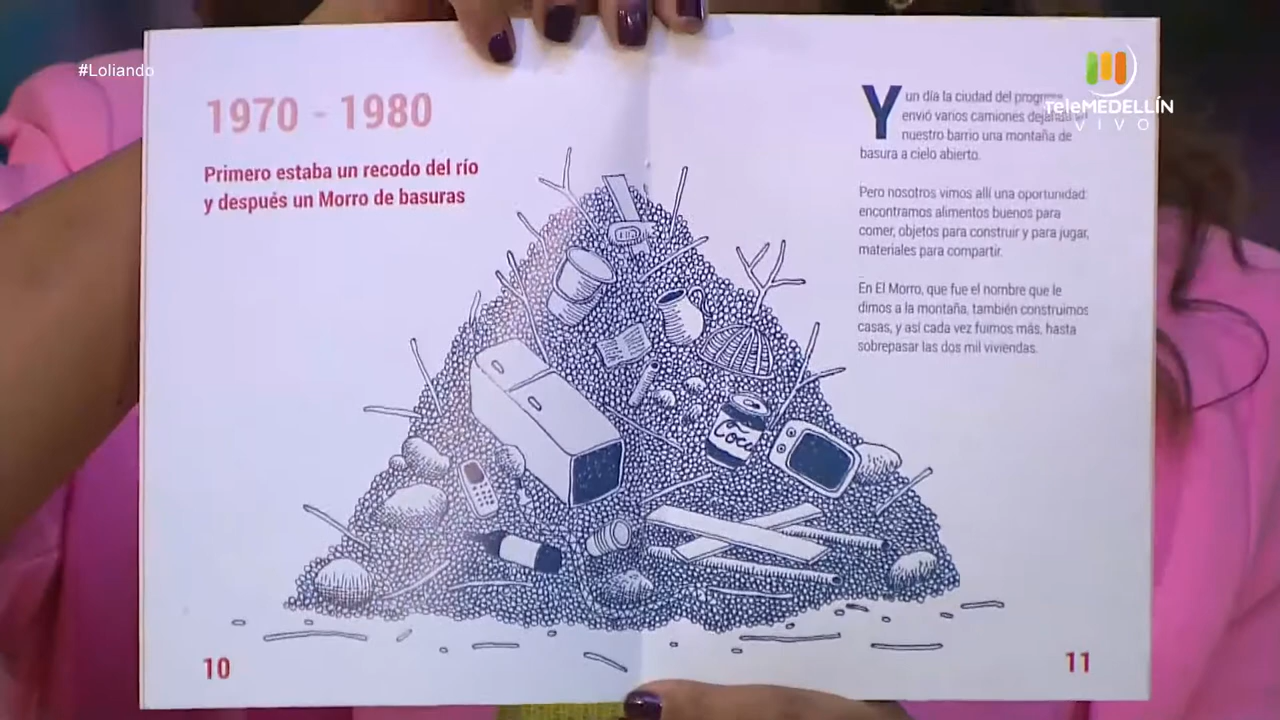 #Loliando
1970 - 1980
Primero estaba un recodo del río
y después un Morro de basuras
Y un día la ciudad del progreso
envió varios camiones dejando en
nuestro barrio una montaña de
basura a cielo abierto.
Pero nosotros vimos allí una oportunidad:
encontramos alimentos buenos para
comer, objetos para construir y para jugar,
materiales para compartir.
En El Morro, que fue el nombre que le
dimos a la montaña, también construimos
casas, y así cada vez fuimos más, hasta
sobrepasar las dos mil viviendas.
Coca
10
11
TeleMEDELLÍN
VIVO